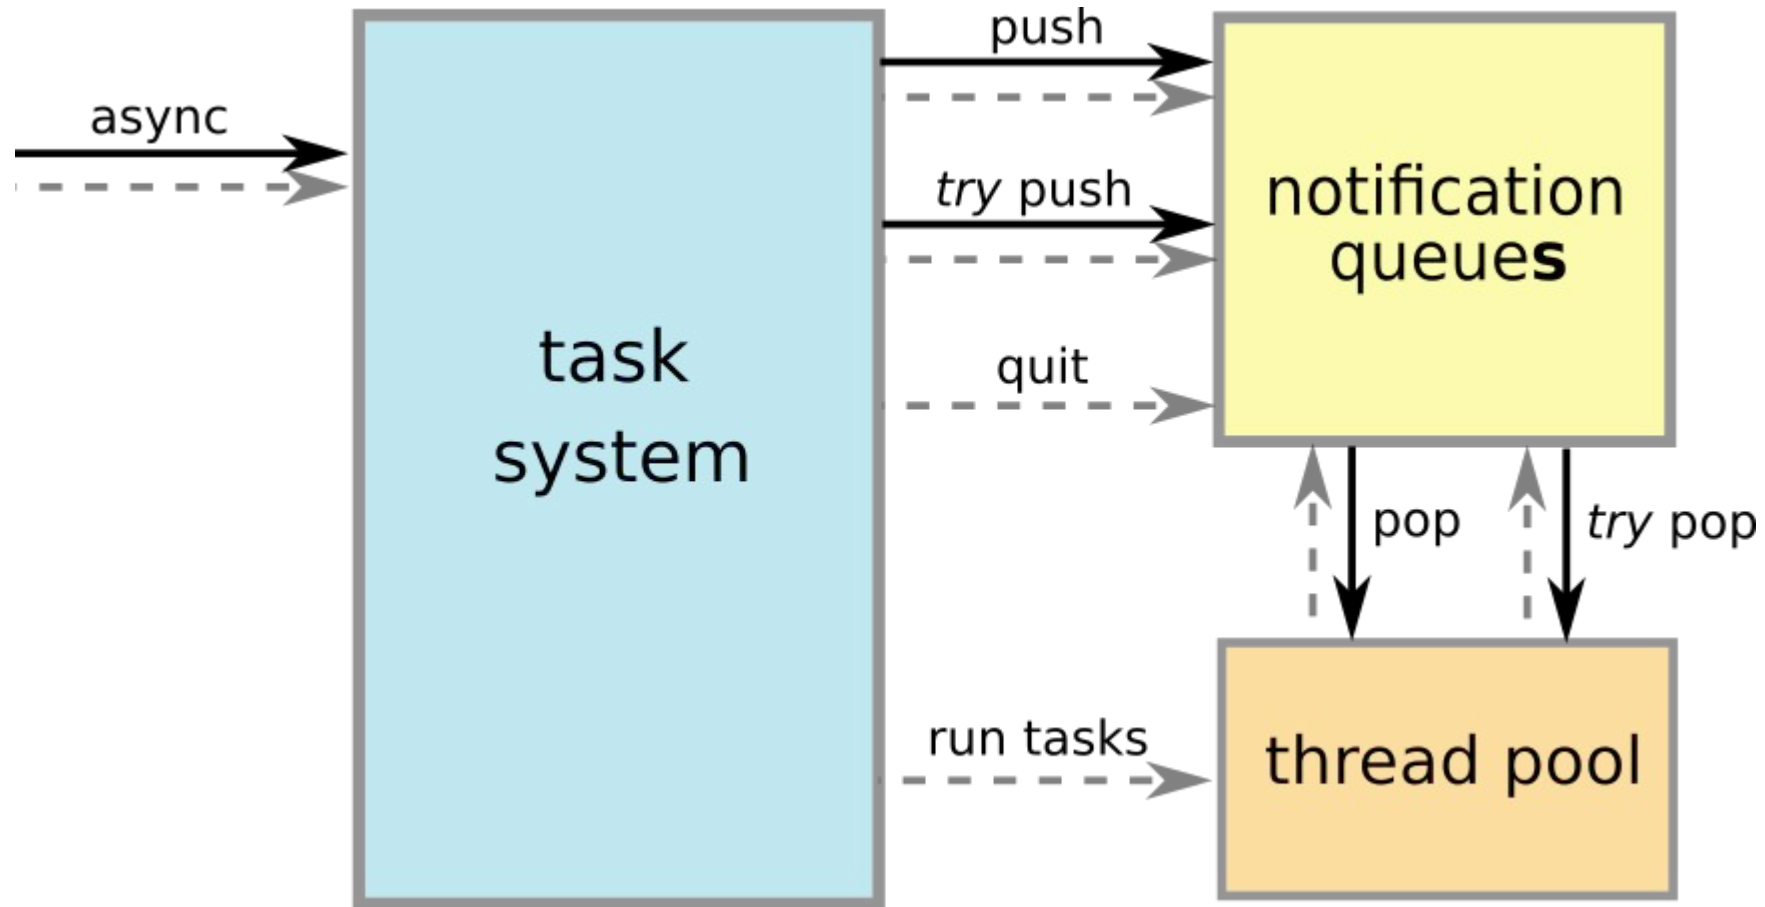 async
task
system
push
try push
quit
run tasks
notification
queues
pop
try pop
thread pool